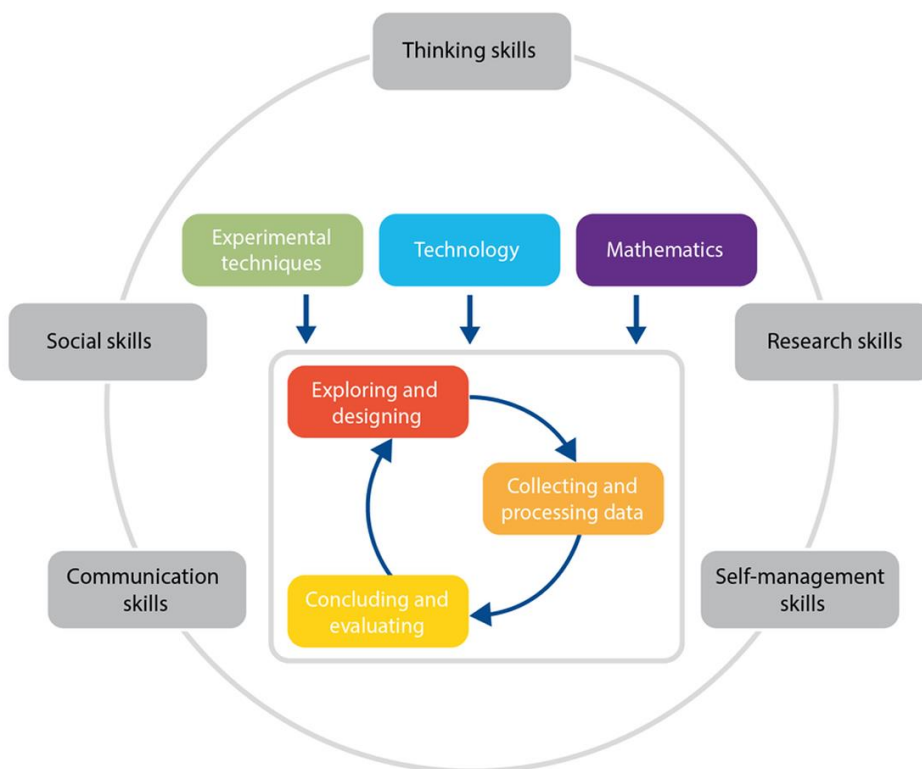 Thinking skills
Experimental
techniques
Technology
Mathematics
Social skills
Research skills
Exploring and
designing
Collecting and
processing data
Communication
skills
Self-management
skills
Concluding and
evaluating